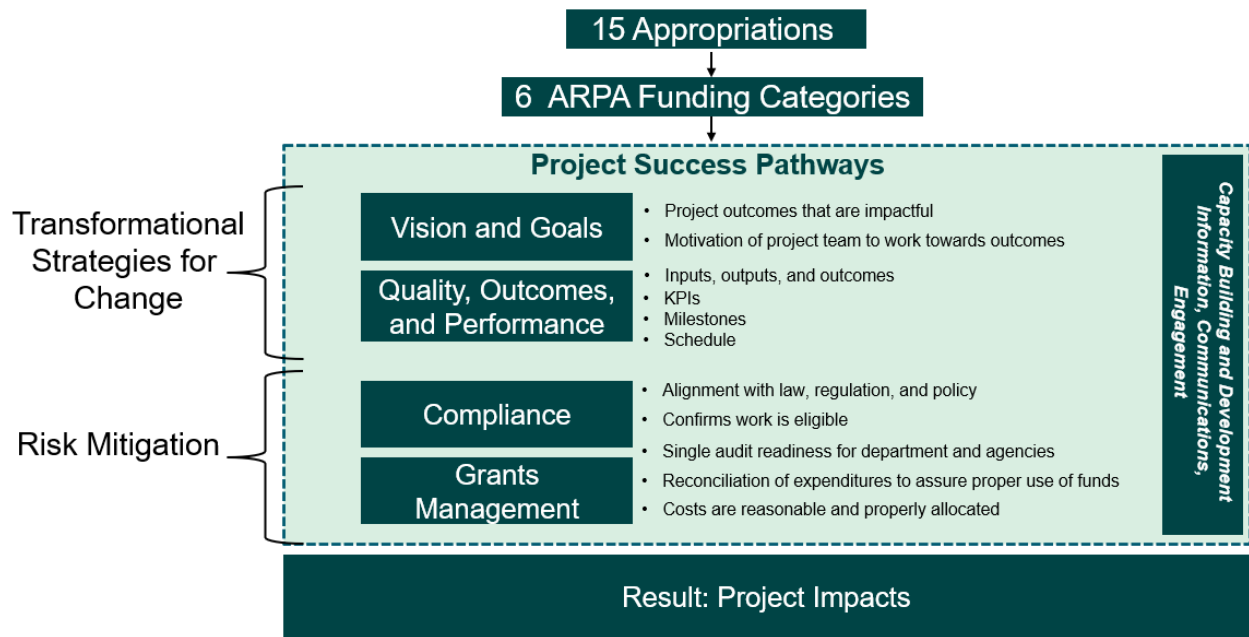 15 Appropriations
6 ARPA Funding Categories
Project Success Pathways
Transformational
Strategies for
Change
Vision and Goals
• Project outcomes that are impactful
• Motivation of project team to work towards outcomes
Quality, Outcomes,
and Performance
• Inputs, outputs, and outcomes
• KPIs
• Milestones
• Schedule
Risk Mitigation
Compliance
• Alignment with law, regulation, and policy
• Confirms work is eligible
• Single audit readiness for department and agencies
Grants
Management
• Reconciliation of expenditures to assure proper use of funds
• Costs are reasonable and properly allocated
Capacity Building and Development
Information, Communications,
Engagement
Result: Project Impacts